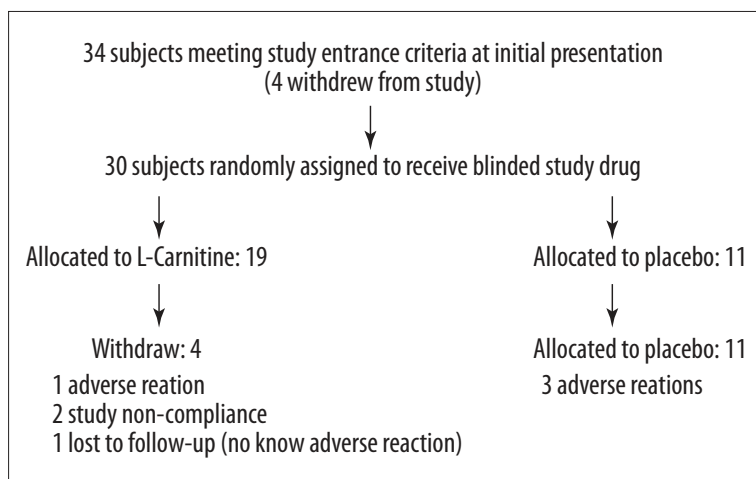 34 subjects meeting study entrance criteria at initial presentation
(4 withdrew from study)
30 subjects randomly assigned to receive blinded study drug
Allocated to L-Carnitine: 19
Allocated to placebo: 11
Withdraw: 4
1 adverse reation
2 study non-compliance
1 lost to follow-up (no know adverse reaction)
Allocated to placebo: 11
3 adverse reations